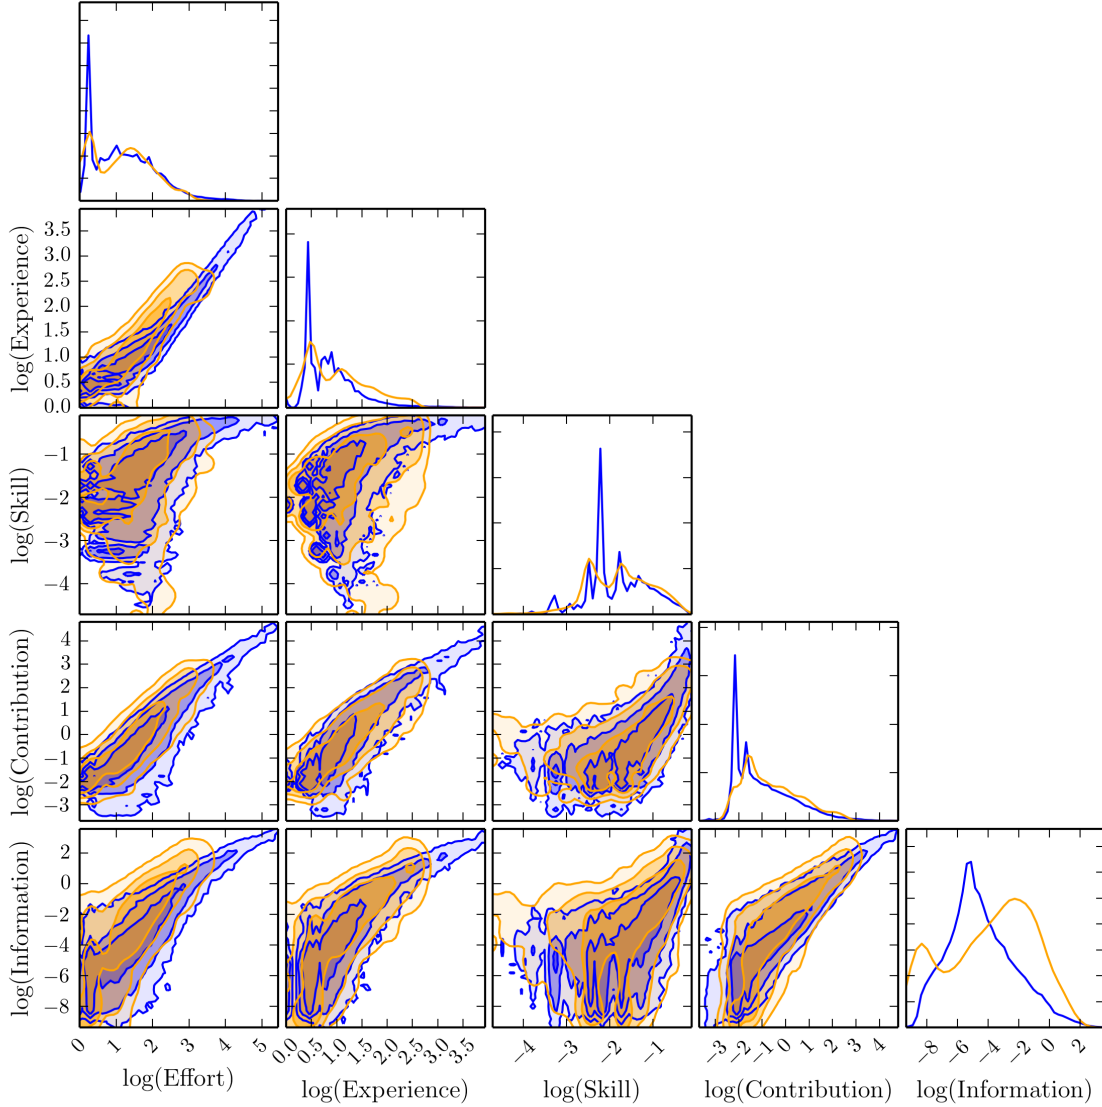 log(Experience)
3.5
3.0
2.5
2.0
1.5
1.0
0.5
0.0
log(Skill)
−1
−2
−3
−4
log(Contribution)
4
3
2
1
0
−1
−2
−3
log(Information)
2
0
−2
−4
−6
−8
0 1 2 3 4 5
0.0 0.5 1.0 1.5 2.0 2.5 3.0 3.5
−4 −3 −2 −1
−3 −2 −1 0 1 2 3 4
−8 −6 −4 −2 0 2
log(Effort)
log(Experience)
log(Skill)
log(Contribution)
log(Information)